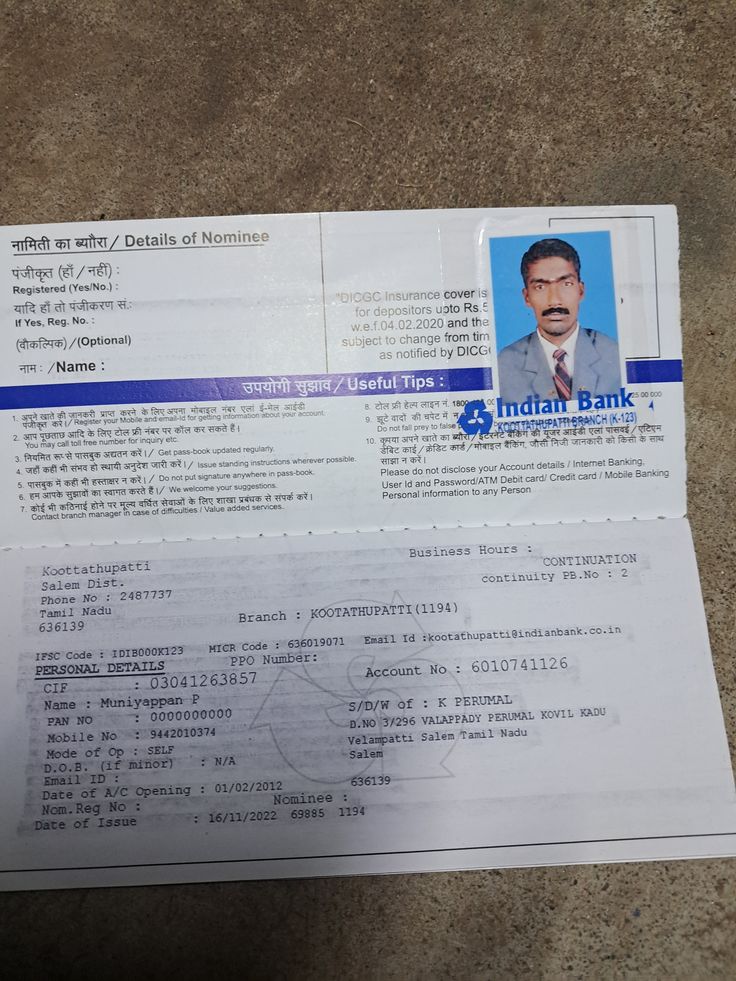 नामिती का ब्यौरा / Details of Nominee
पंजीकृत (हाँ / नहीं) :
Registered (Yes/No.) :
यादि हाँ तो पंजीकरण सं:
If Yes, Reg. No. :
(वौकल्पिक)/(Optional)
नाम : /Name :
"DICGC Insurance cover is
for depositors upto Rs.5
w.e.f.04.02.2020 and the
subject to change from tim
as notified by DICG
Indian Bank
KOOTTATHUPATTI BRANCH (K-123)
उपयोगी सुझाव / Useful Tips :
1. अपने खाते की जानकरी प्राप्त करने के लिए अपना मोबाइल नंबर एलां ई-मेल आईडी
पंजीकृत करें / Register your Mobile and email-Id for getting information about your account.
2. आप पूछताछ आदि के लिए टोल फ्री नंबर पर कॉल कर सकते हैं।
You may call toll free number for inquiry etc.
3. नियमित रूप से पासबुक अद्यतन करें।/ Get pass-book updated regularly.
4. जहाँ कहीं भी संभव हो स्थायी अनुदेश जारी करें।/ Issue standing instructions wherever possible.
5. पासबुक में कहीं भी हस्ताक्षर न करें।/ Do not put signature anywhere in pass-book.
6. हम आपके सुझावों का स्वागत करते हैं।/ We welcome your suggestions.
7. कोई भी कठिनाई होने पर मूल्य वर्धित सेवाओं के लिए शाखा प्रबंधक से संपर्क करें।
Contact branch manager in case of difficulties / Value added services.
8. टोल फ्री हेल्प लाइन नं. 1800 00 25 00 000
9. झूटे वादों की चपेट में न
Do not fall prey to false
10. कृपया अपने खाते का ब्यौरा/ इंटरनेट बैंकिंग की यूजर आईडी एलां पासवर्ड / एटिएम
डेबिट कार्ड / क्रेडिट कार्ड / मोबाइल बैंकिंग, जैसी निजी जानकारी को किसी के साथ
साझा न करें।
Please do not disclose your Account details / Internet Banking,
User Id and Password/ATM Debit card/ Credit card / Mobile Banking
Personal information to any Person
Koottathupatti
Salem Dist.
Phone No : 2487737
Tamil Nadu
636139
Business Hours :
CONTINUATION
continuity PB.No : 2
Branch : KOOTATHUPATTI(1194)
IFSC Code : IDIB000K123 MICR Code : 636019071 Email Id :kootathupatti@indianbank.co.in
PERSONAL DETAILS PPO Number:
CIF : 03041263857 Account No : 6010741126
Name : Muniyappan P S/D/W of : K PERUMAL
PAN NO : 0000000000 D.NO 3/296 VALAPPADY PERUMAL KOVIL KADU
Mobile No : 9442010374 Velampatti Salem Tamil Nadu
Mode of Op : SELF Salem
D.O.B. (if minor) : N/A
Email ID :
Date of A/C Opening : 01/02/2012 636139
Nom.Reg No : Nominee :
Date of Issue : 16/11/2022 69885 1194